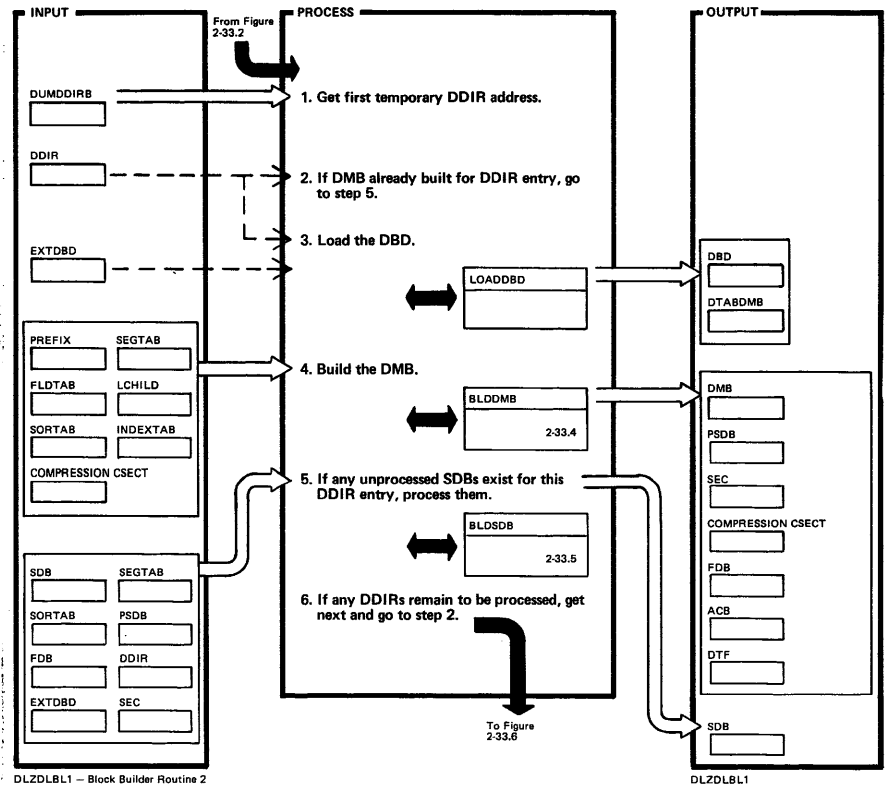 INPUT
From Figure
2-33.2
PROCESS
OUTPUT
DUMDDIRB
1. Get first temporary DDIR address.
DDIR
2. If DMB already built for DDIR entry, go
to step 5.
3. Load the DBD.
EXTDBD
LOADDBD
DBD
DTABDMB
PREFIX SEGTAB
4. Build the DMB.
FLDTAB LCHILD
BLDDMB
2-33.4
DMB
SORTAB INDEXTAB
PSDB
COMPRESSION CSECT
5. If any unprocessed SDBs exist for this
DDIR entry, process them.
SEC
BLDSDB
2-33.5
COMPRESSION CSECT
SDB SEGTAB
FDB
6. If any DDIRs remain to be processed, get
next and go to step 2.
SORTAB PSDB
ACB
FDB DDIR
DTF
EXTDBD SEC
To Figure
2-33.6
SDB
DLZDLBL1 – Block Builder Routine 2
DLZDLBL1